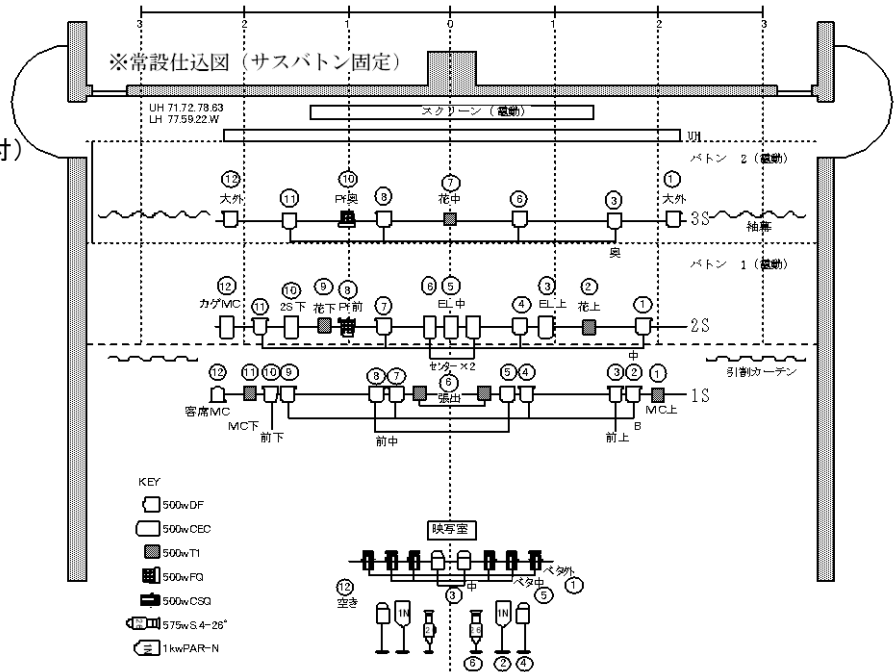 3 2 1 0 1 2 3
※常設仕込図（サスバトン固定）
UH 71.72.78.63
LH 77.59.22.W
スクリーン（電動）
UH
付）
バトン 2（電動）
⑫ ⑪ ⑩ ⑧ ⑦ ⑥ ③ ①
大外 Pf奥 花中 大外
3S
袖幕
奥
バトン 1（電動）
⑫ ⑪ ⑩ ⑨ ⑧ ⑦ ⑥ ⑤ ④ ③ ② ①
カゲMC 2S下 花下 Pf前 EL中 EL上 花上
2S
センター×2 中
引割カーテン
⑫ ⑪ ⑩ ⑨ ⑧ ⑦ ⑥ ⑤ ④ ③ ② ①
張出
1S
客席MC MC下 前下 前中 前上 B MC上
KEY
500wDF
500wCEC
500wT1
500wFQ
500wCSQ
575wS.4-26°
1kwPAR-N
映写室
ベタ外 ①
ベタ中 ⑤
中 ③
⑫ 空き
1N 26 1N
⑥ ② ④